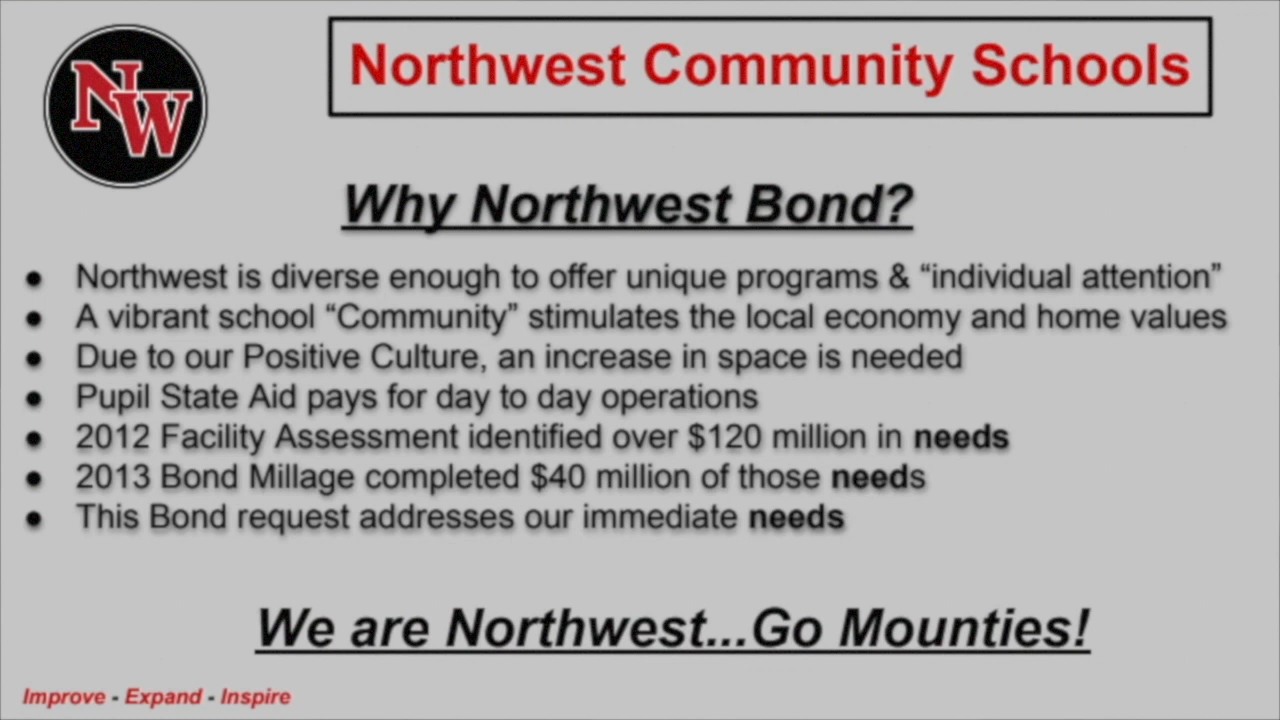 NW
Northwest Community Schools
Why Northwest Bond?
● Northwest is diverse enough to offer unique programs & “individual attention”
● A vibrant school “Community” stimulates the local economy and home values
● Due to our Positive Culture, an increase in space is needed
● Pupil State Aid pays for day to day operations
● 2012 Facility Assessment identified over $120 million in needs
● 2013 Bond Millage completed $40 million of those needs
● This Bond request addresses our immediate needs
We are Northwest...Go Mounties!
Improve - Expand - Inspire